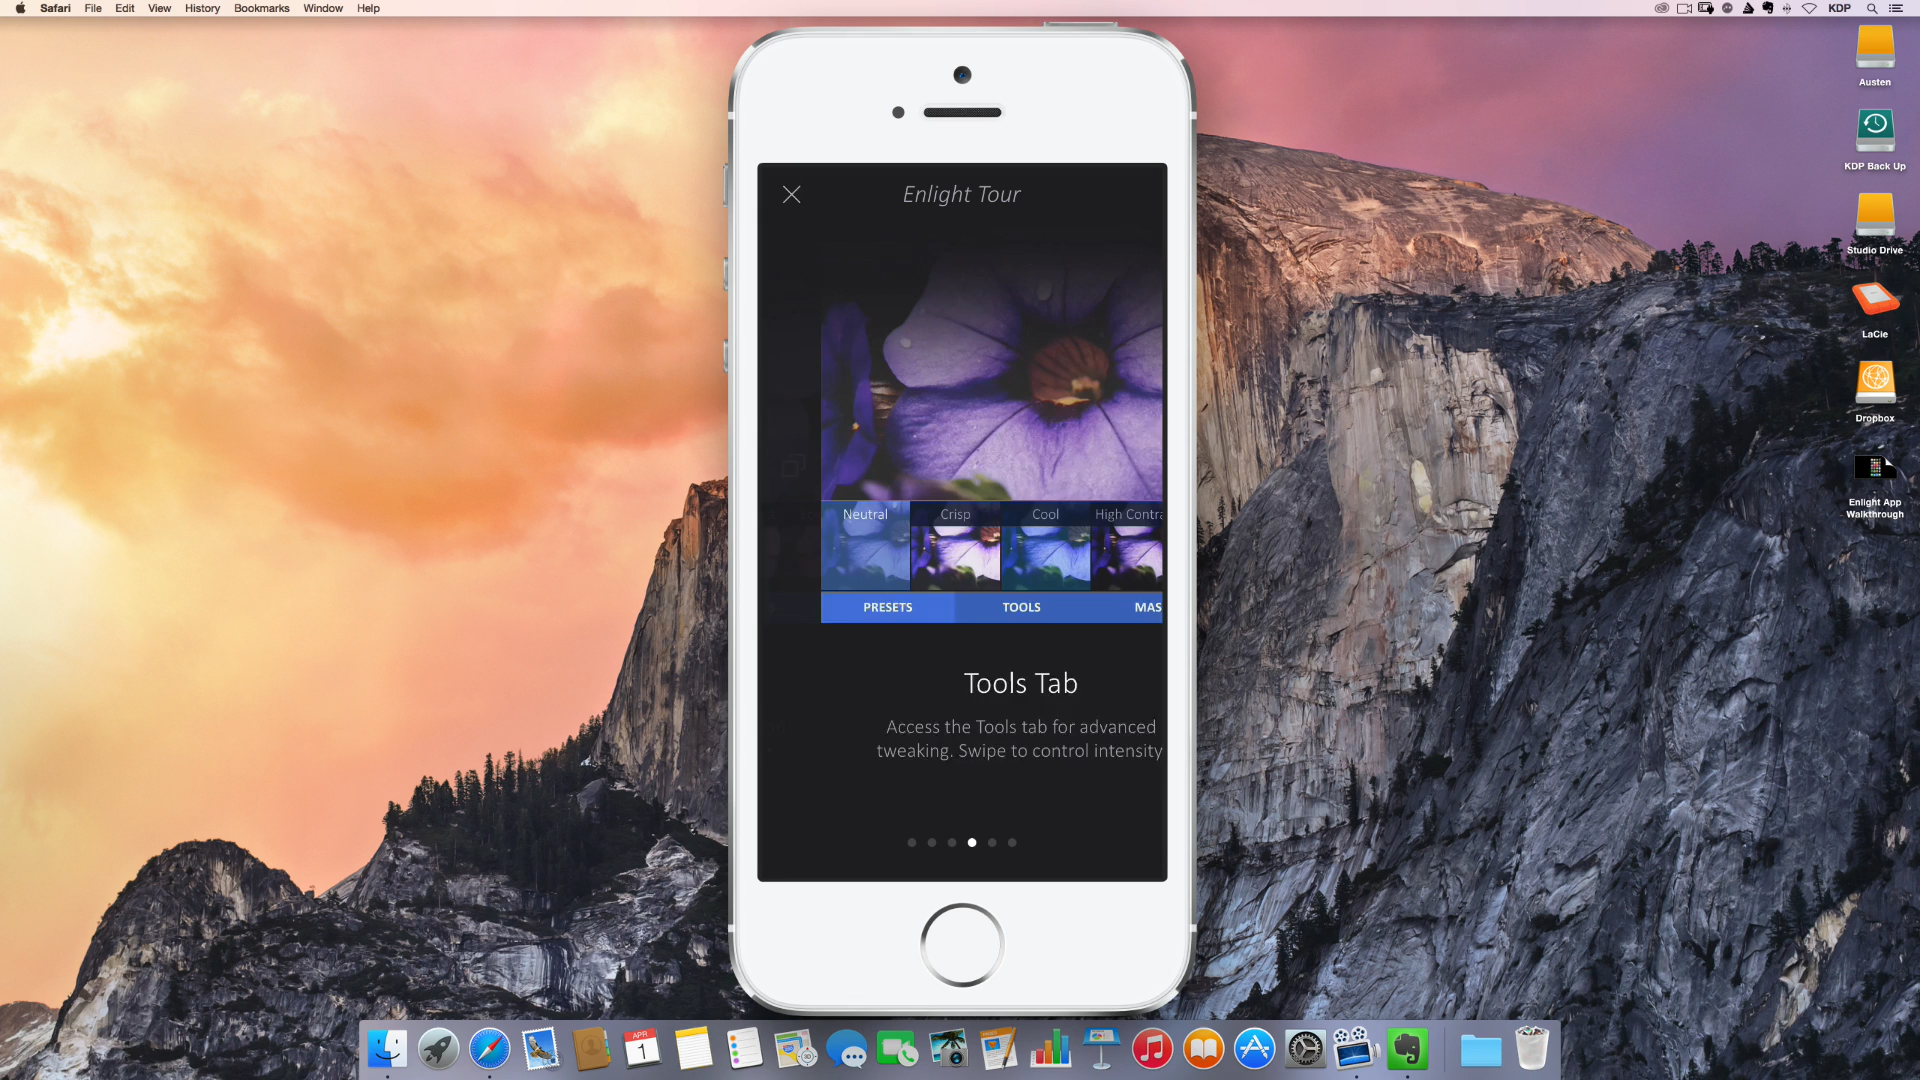 Safari File Edit View History Bookmarks Window Help
KDP
Austen
KDP Back Up
Studio Drive
LaCie
Dropbox
Enlight App
Walkthrough
Enlight Tour
Neutral Crisp Cool High Contra
PRESETS TOOLS MAS
Tools Tab
Access the Tools tab for advanced
tweaking. Swipe to control intensity
APR
1
3D